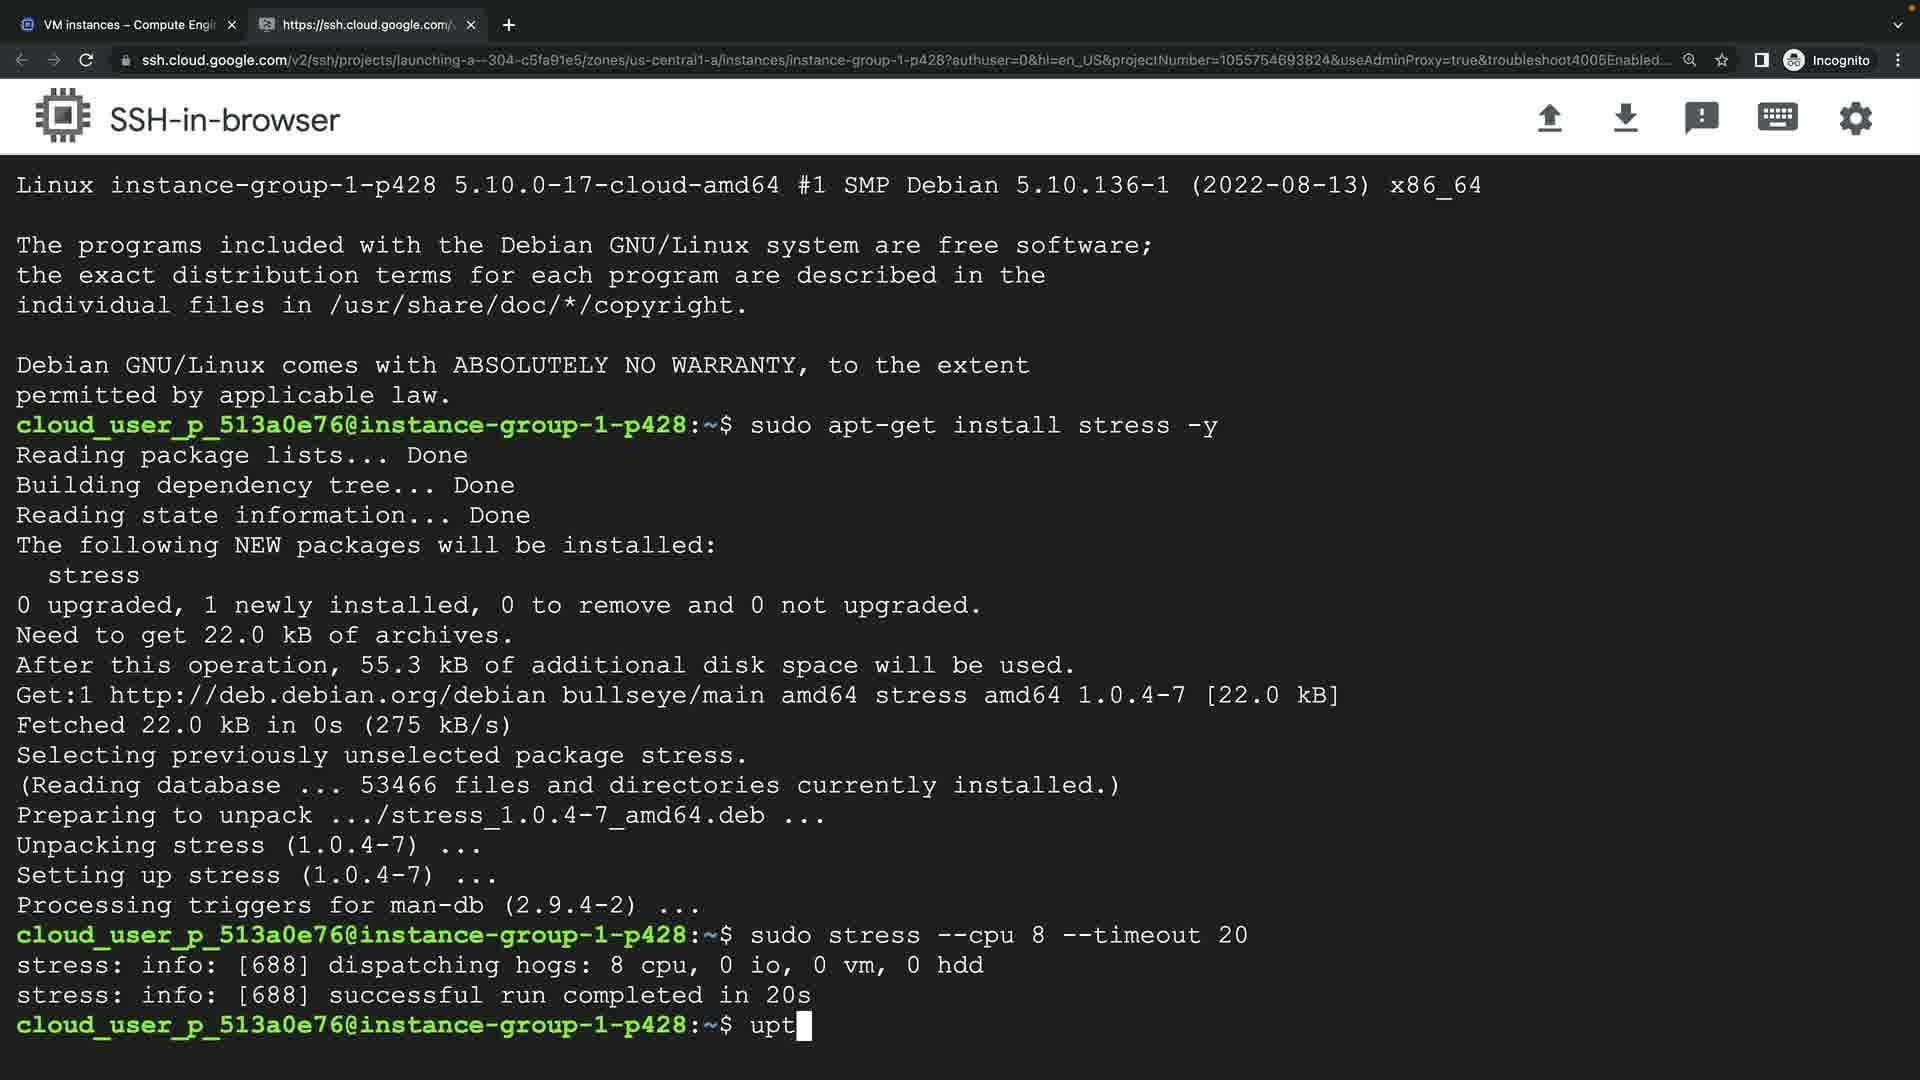 VM instances – Compute Engi
https://ssh.cloud.google.com/
ssh.cloud.google.com/v2/ssh/projects/launching-a--304-c5fa91e5/zones/us-central1-a/instances/instance-group-1-p428?authuser=0&hl=en_US&projectNumber=1055754693824&useAdminProxy=true&troubleshoot4005Enabled...
Incognito
SSH-in-browser
Linux instance-group-1-p428 5.10.0-17-cloud-amd64 #1 SMP Debian 5.10.136-1 (2022-08-13) x86_64
The programs included with the Debian GNU/Linux system are free software;
the exact distribution terms for each program are described in the
individual files in /usr/share/doc/*/copyright.
Debian GNU/Linux comes with ABSOLUTELY NO WARRANTY, to the extent
permitted by applicable law.
cloud_user_p_513a0e76@instance-group-1-p428:~$ sudo apt-get install stress -y
Reading package lists... Done
Building dependency tree... Done
Reading state information... Done
The following NEW packages will be installed:
  stress
0 upgraded, 1 newly installed, 0 to remove and 0 not upgraded.
Need to get 22.0 kB of archives.
After this operation, 55.3 kB of additional disk space will be used.
Get:1 http://deb.debian.org/debian bullseye/main amd64 stress amd64 1.0.4-7 [22.0 kB]
Fetched 22.0 kB in 0s (275 kB/s)
Selecting previously unselected package stress.
(Reading database ... 53466 files and directories currently installed.)
Preparing to unpack .../stress_1.0.4-7_amd64.deb ...
Unpacking stress (1.0.4-7) ...
Setting up stress (1.0.4-7) ...
Processing triggers for man-db (2.9.4-2) ...
cloud_user_p_513a0e76@instance-group-1-p428:~$ sudo stress --cpu 8 --timeout 20
stress: info: [688] dispatching hogs: 8 cpu, 0 io, 0 vm, 0 hdd
stress: info: [688] successful run completed in 20s
cloud_user_p_513a0e76@instance-group-1-p428:~$ upt